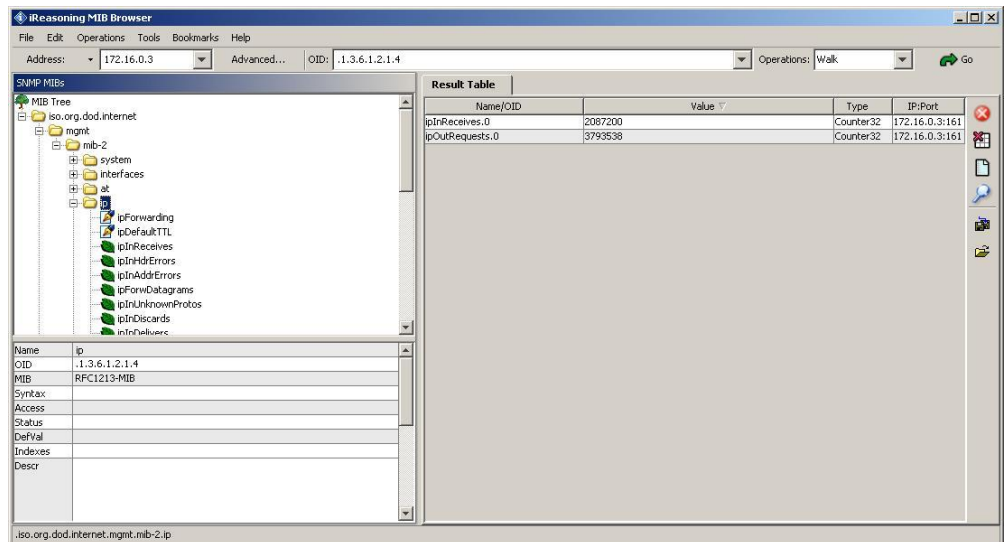 iReasoning MIB Browser
File Edit Operations Tools Bookmarks Help
Address: 172.16.0.3 Advanced... OID: .1.3.6.1.2.1.4 Operations: Walk Go
SNMP MIBs
MIB Tree
iso.org.dod.internet
mgmt
mib-2
system
interfaces
at
ip
ipForwarding
ipDefaultTTL
ipInReceives
ipInHdrErrors
ipInAddrErrors
ipForwDatagrams
ipInUnknownProtos
ipInDiscards
ipInDelivers
Name ip
OID .1.3.6.1.2.1.4
MIB RFC1213-MIB
Syntax
Access
Status
DefVal
Indexes
Descr
Result Table
Name/OID Value Type IP:Port
ipInReceives.0 2087200 Counter32 172.16.0.3:161
ipOutRequests.0 3793538 Counter32 172.16.0.3:161
.iso.org.dod.internet.mgmt.mib-2.ip